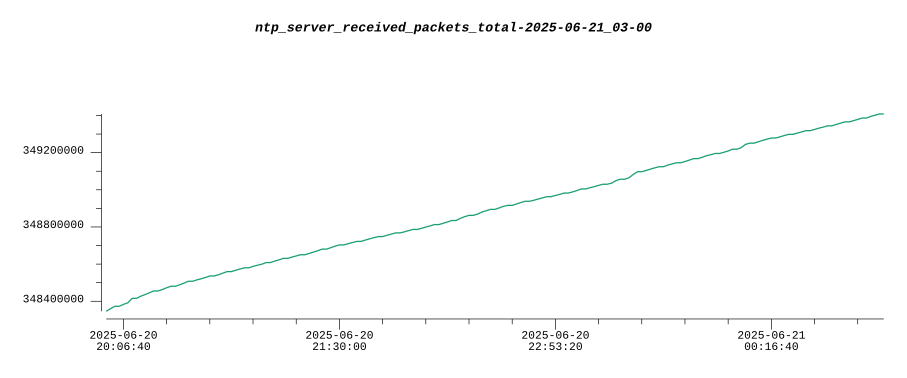 ntp_server_received_packets_total-2025-06-21_03-00
349200000
348800000
348400000
2025-06-20 2025-06-20 2025-06-20 2025-06-21
20:06:40 21:30:00 22:53:20 00:16:40